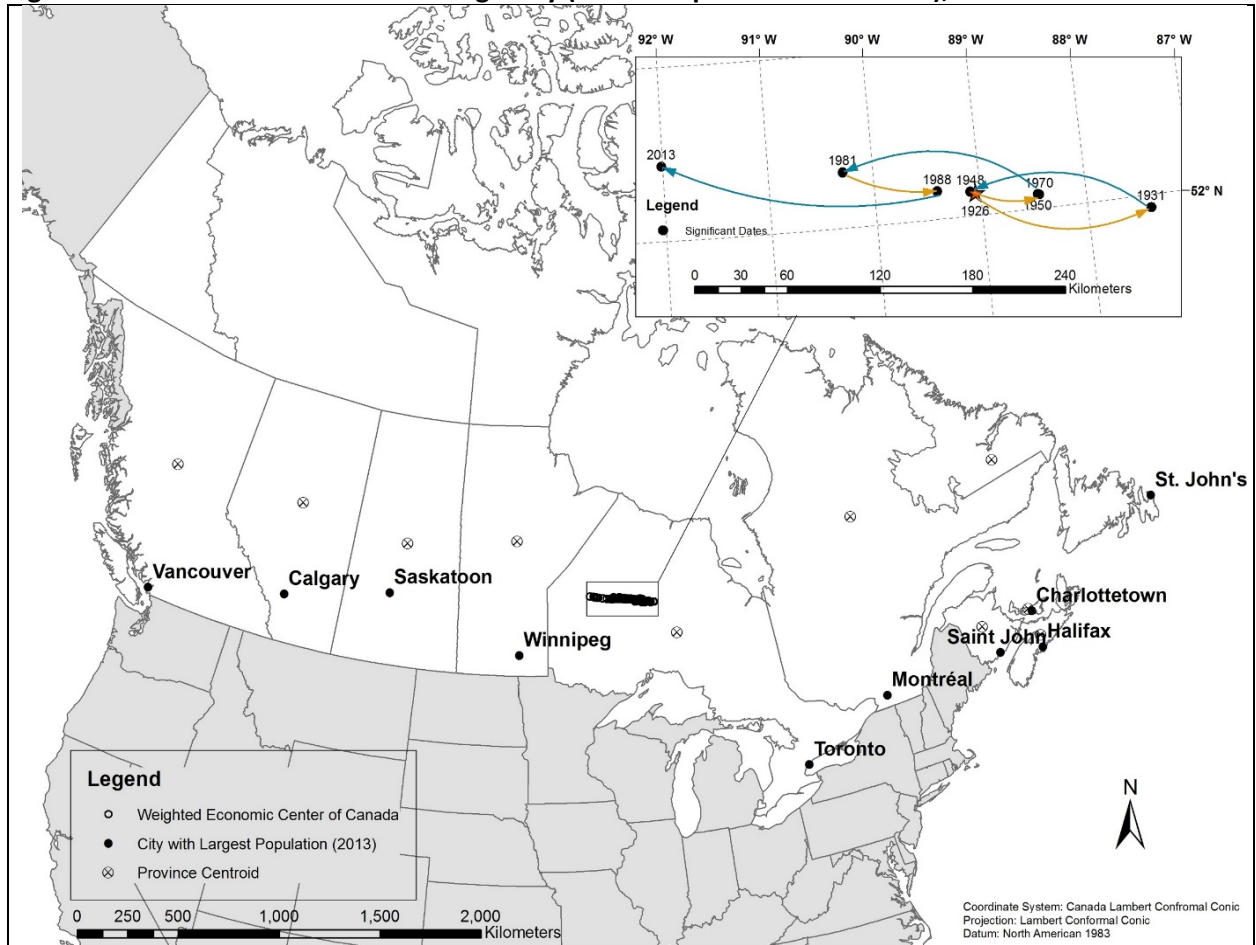 92° W 91° W 90° W 89° W 88° W 87° W
2013
1981
1988
1948
1970
1926
1950
1931
52° N
Legend
Significant Dates
0 30 60 120 180 240
Kilometers
St. John's
Vancouver
Calgary
Saskatoon
Charlottetown
Saint John
Halifax
Winnipeg
Montréal
Toronto
Legend
Weighted Economic Center of Canada
City with Largest Population (2013)
Province Centroid
0 250 500 1,000 1,500 2,000
Kilometers
N
Coordinate System: Canada Lambert Confromal Conic
Projection: Lambert Conformal Conic
Datum: North American 1983